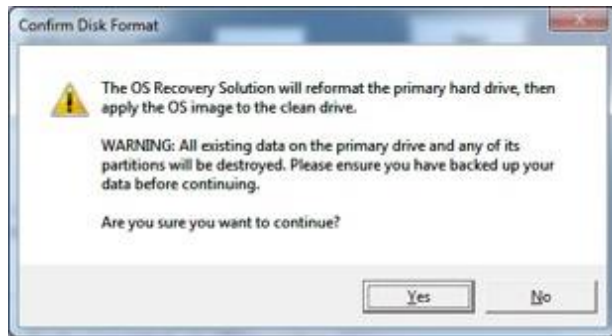 Confirm Disk Format
The OS Recovery Solution will reformat the primary hard drive, then
apply the OS image to the clean drive.
WARNING: All existing data on the primary drive and any of its
partitions will be destroyed. Please ensure you have backed up your
data before continuing.
Are you sure you want to continue?
Yes
No